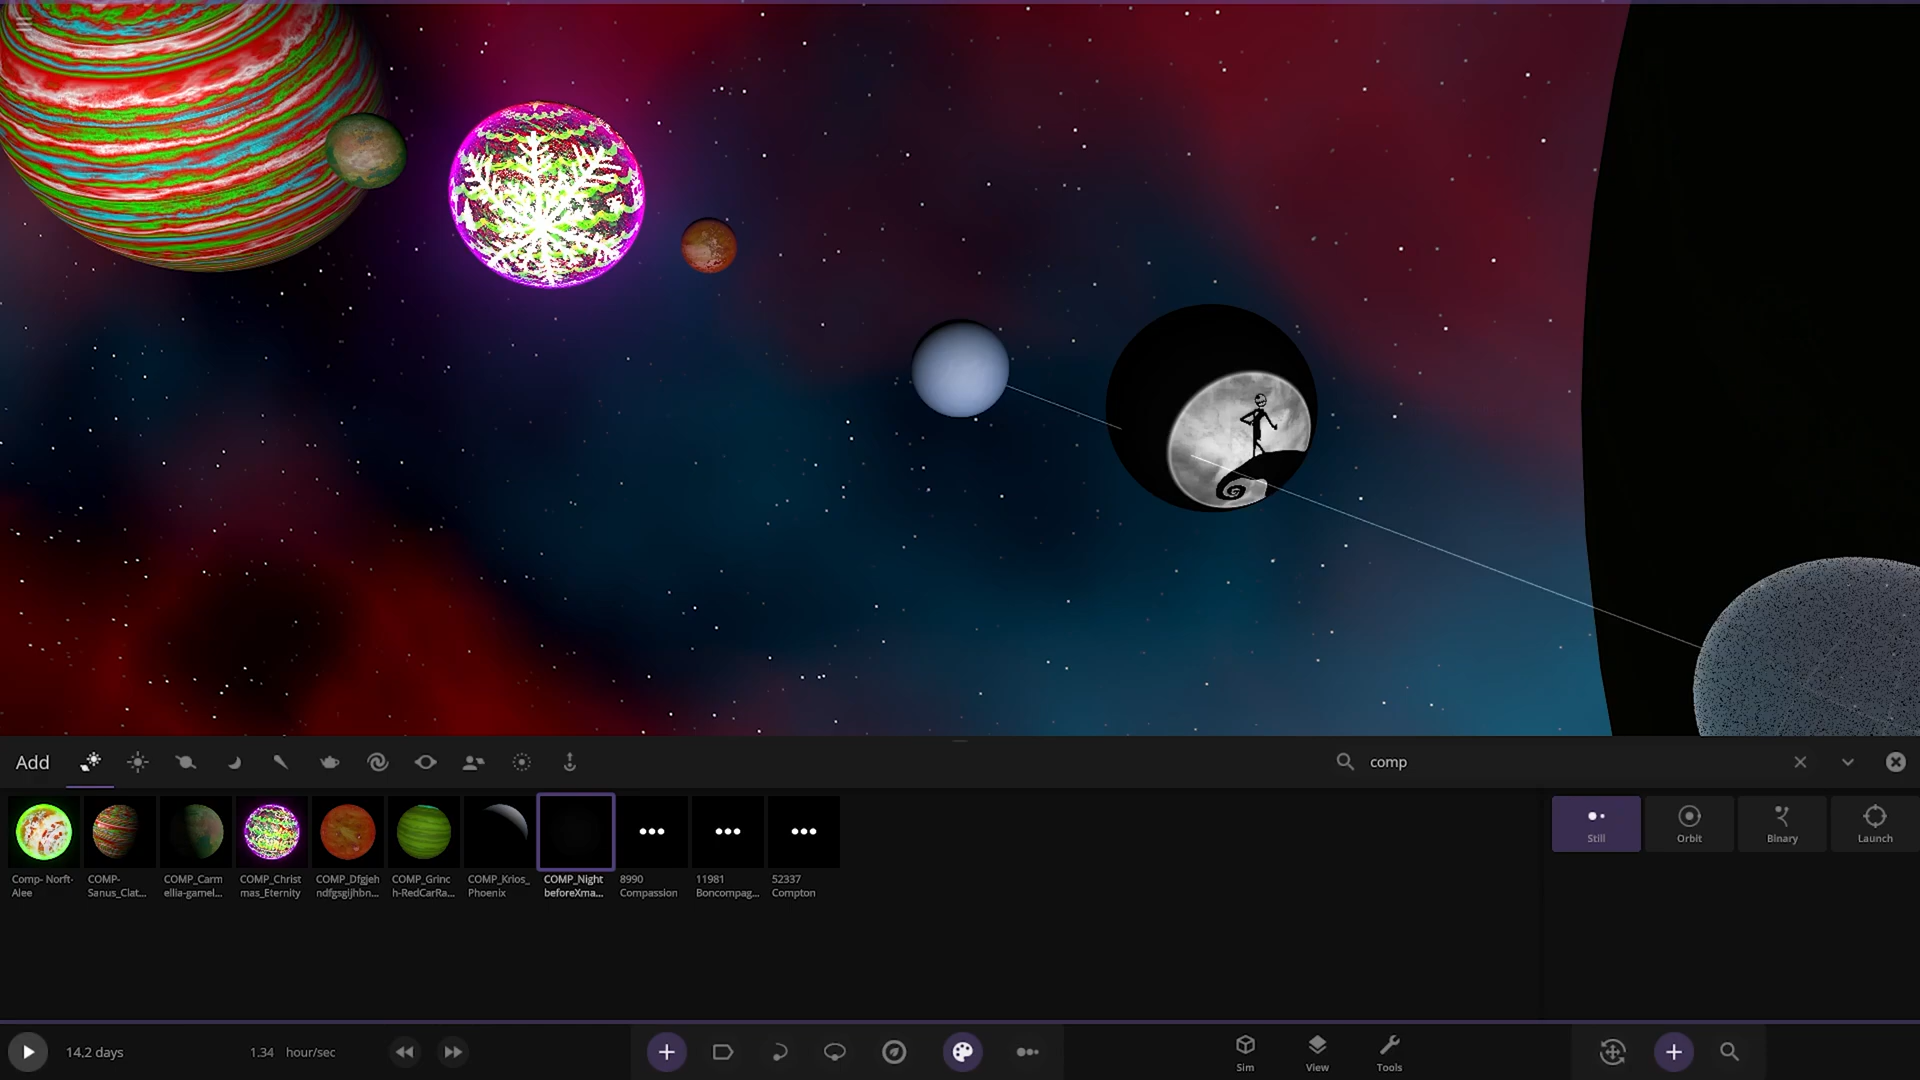 Add
comp
Comp- Norft-
Alee
COMP-
Sanus_Clat...
COMP_Carm
ellia-gamel...
COMP_Christ
mas_Eternity
COMP_Dfgjeh
ndfgsgijhbn...
COMP_Grinc
h-RedCarRa...
COMP_Krios_
Phoenix
COMP_Night
beforeXma...
8990
Compassion
11981
Boncompag...
52337
Compton
Still
Orbit
Binary
Launch
14.2 days
1.34 hour/sec
Sim
View
Tools